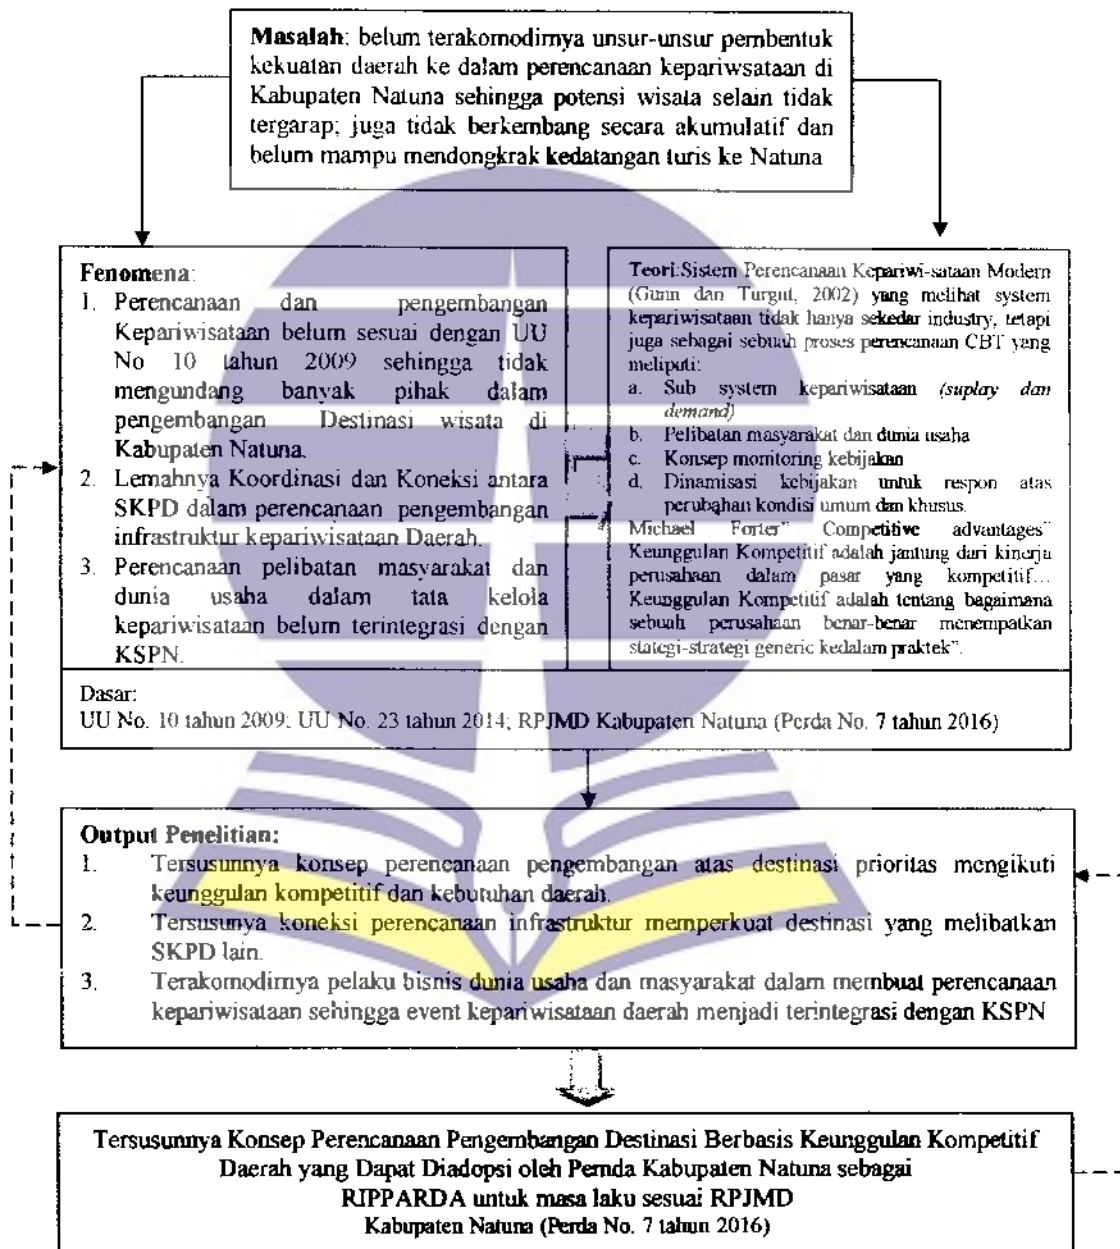 Masalah: belum terakomodirnya unsur-unsur pembentuk
kekuatan daerah ke dalam perencanaan kepariwsataan di
Kabupaten Natuna sehingga potensi wisata selain tidak
tergarap; juga tidak berkembang secara akumulatif dan
belum mampu mendongkrak kedatangan turis ke Natuna
Fenomena:
1. Perencanaan dan pengembangan
Kepariwisataan belum sesuai dengan UU
No 10 tahun 2009 sehingga tidak
mengundang banyak pihak dalam
pengembangan Destinasi wisata di
Kabupaten Natuna.
2. Lemahnya Koordinasi dan Koneksi antara
SKPD dalam perencanaan pengembangan
infrastruktur kepariwisataan Daerah.
3. Perencanaan pelibatan masyarakat dan
dunia usaha dalam tata kelola
kepariwisataan belum terintegrasi dengan
KSPN.
Teori:Sistem Perencanaan Kepariwi-sataan Modern
(Gunn dan Turgut, 2002) yang melihat system
kepariwisataan tidak hanya sekedar industry, tetapi
juga sebagai sebuah proses perencanaan CBT yang
meliputi:
a. Sub system kepariwisataan (suplay dan
demand)
b. Pelibatan masyarakat dan dunia usaha
c. Konsep momitoring kebijakan
d. Dinamisasi kebijakan untuk respon atas
perubahan kondisi umum dan khusus.
Michael Forter" Competitive advantages"
Keunggulan Kompetitif adalah jantung dari kinerja
perusahaan dalam pasar yang kompetitif...
Keunggulan Kompetitif adalah tentang bagaimana
sebuah perusahaan benar-benar menempatkan
stategi-strategi generic kedalam praktek".
Dasar:
UU No. 10 tahun 2009; UU No. 23 tahun 2014; RPJMD Kabupaten Natuna (Perda No. 7 tahun 2016)
Output Penelitian:
1. Tersusunnya konsep perencanaan pengembangan atas destinasi prioritas mengikuti
keunggulan kompetitif dan kebutuhan daerah.
2. Tersusunya koneksi perencanaan infrastruktur memperkuat destinasi yang melibatkan
SKPD lain.
3. Terakomodirnya pelaku bisnis dunia usaha dan masyarakat dalam membuat perencanaan
kepariwisataan sehingga event kepariwisataan daerah menjadi terintegrasi dengan KSPN
Tersusunnya Konsep Perencanaan Pengembangan Destinasi Berbasis Keunggulan Kompetitif
Daerah yang Dapat Diadopsi oleh Pemda Kabupaten Natuna sebagai
RIPPARDA untuk masa laku sesuai RPJMD
Kabupaten Natuna (Perda No. 7 tahun 2016)